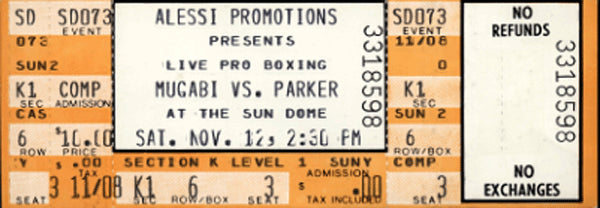 SD SD073
EVENT
073
SUN2
K1 COMP
SEC ADMISSION
CAS
6 $10.00
ROW PRICE
Y $ .00
TAX
3 11/08
SEAT
ALESSI PROMOTIONS
PRESENTS
LIVE PRO BOXING
MUGABI VS. PARKER
AT THE SUN DOME
SAT. NOV. 12, 2:30 PM
3318598
SECTION K LEVEL 1 SUNY
K1 6 3
SEC ROW/BOX SEAT
ADMISSION
$ .00
TAX INCLUDED
SD073
EVENT
11/08
0
K1
SEC
SUN 2
6
ROW/BOX
COMP
3
SEAT
NO
REFUNDS
3318598
NO
EXCHANGES